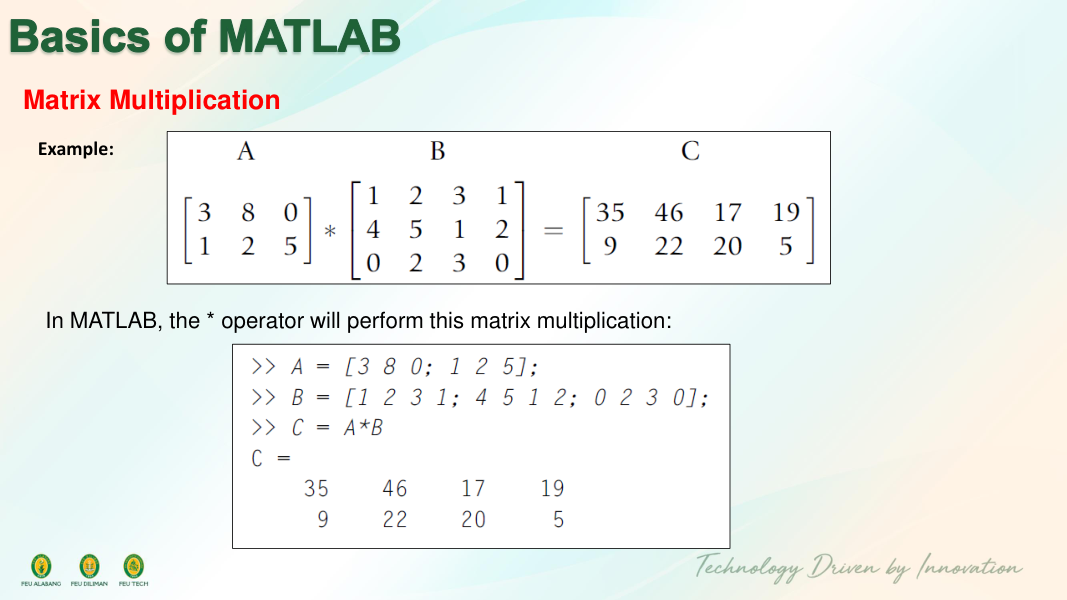 Basics of MATLAB
Matrix Multiplication
Example:
A B C
[3 8 0; 1 2 5] * [1 2 3 1; 4 5 1 2; 0 2 3 0] = [35 46 17 19; 9 22 20 5]
In MATLAB, the * operator will perform this matrix multiplication:
>> A = [3 8 0; 1 2 5];
>> B = [1 2 3 1; 4 5 1 2; 0 2 3 0];
>> C = A*B
C =
35 46 17 19
9 22 20 5
FEU ALABANG FEU DILIMAN FEU TECH
Technology Driven by Innovation